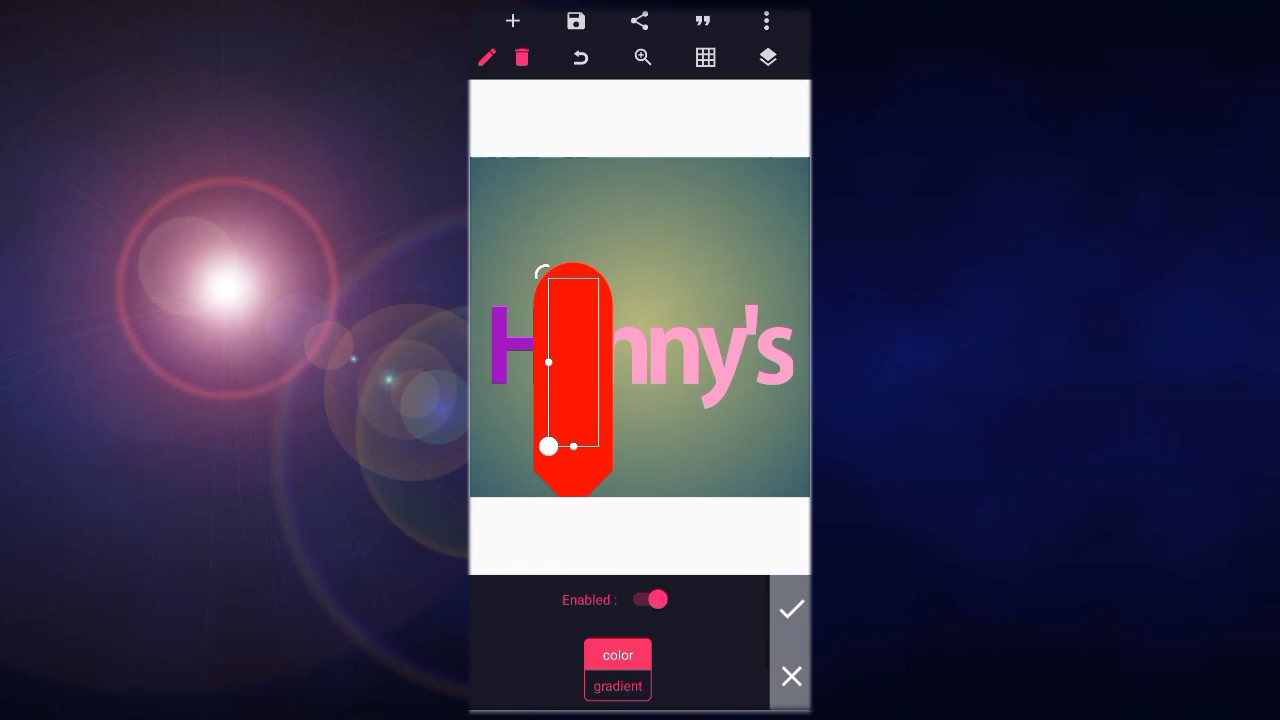 H nny's
Enabled :
color
gradient